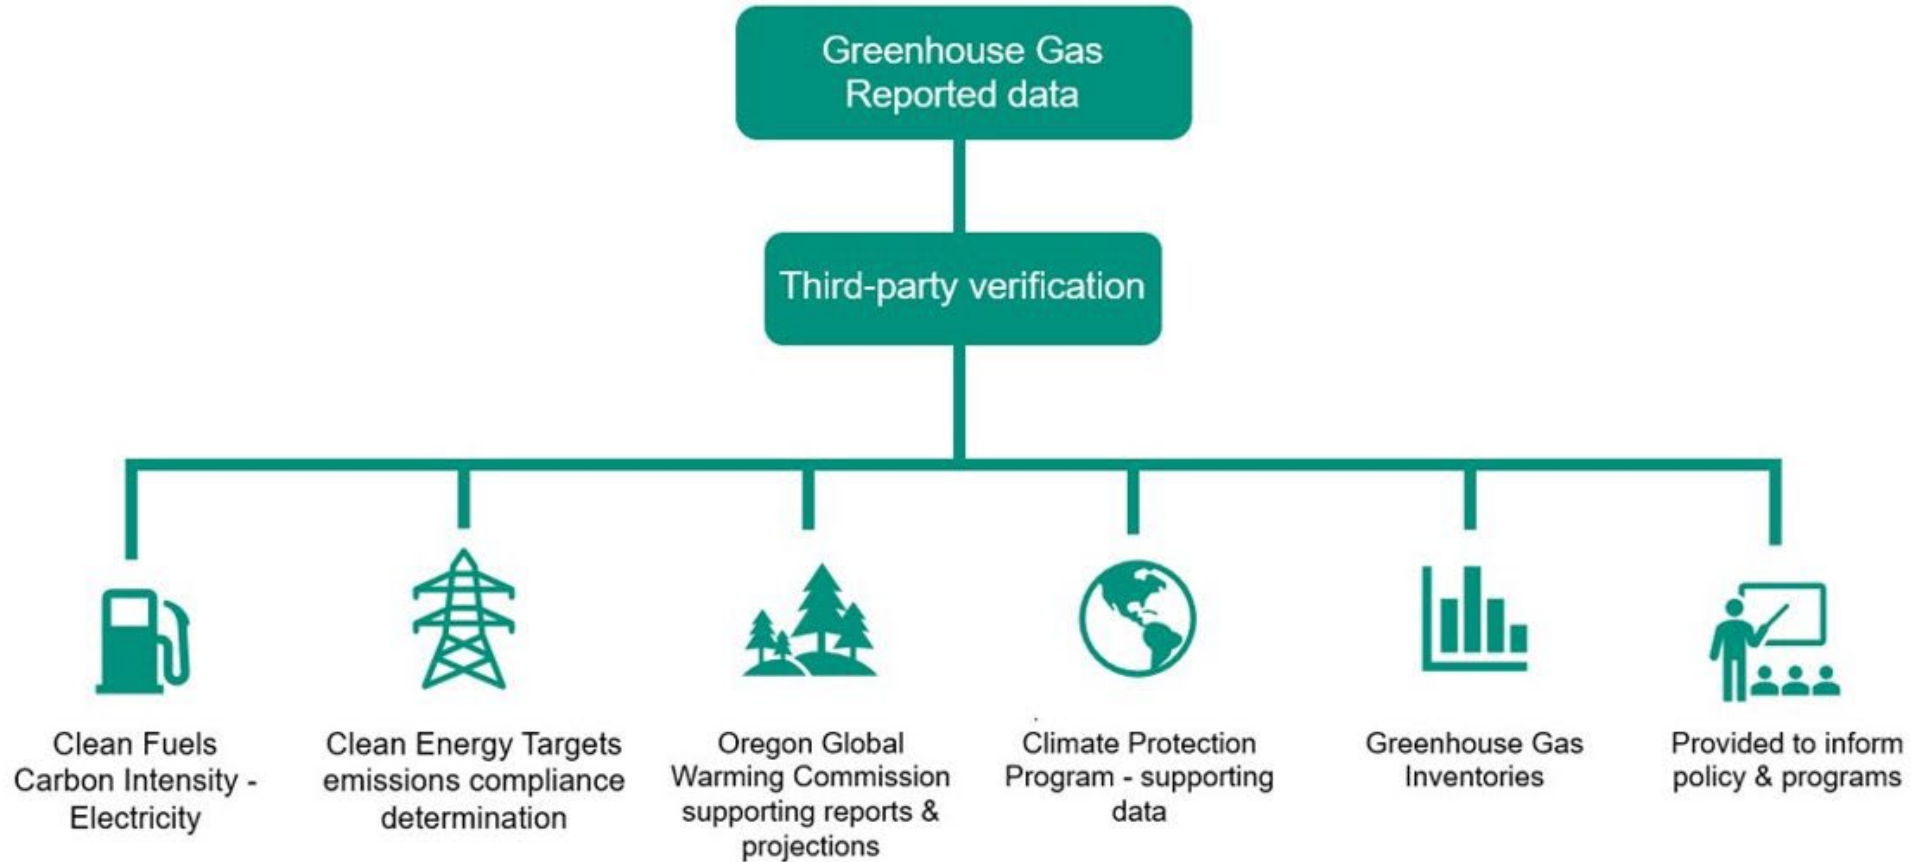 Greenhouse Gas
Reported data
Third-party verification
Clean Fuels
Carbon Intensity -
Electricity
Clean Energy Targets
emissions compliance
determination
Oregon Global
Warming Commission
supporting reports &
projections
Climate Protection
Program - supporting
data
Greenhouse Gas
Inventories
Provided to inform
policy & programs